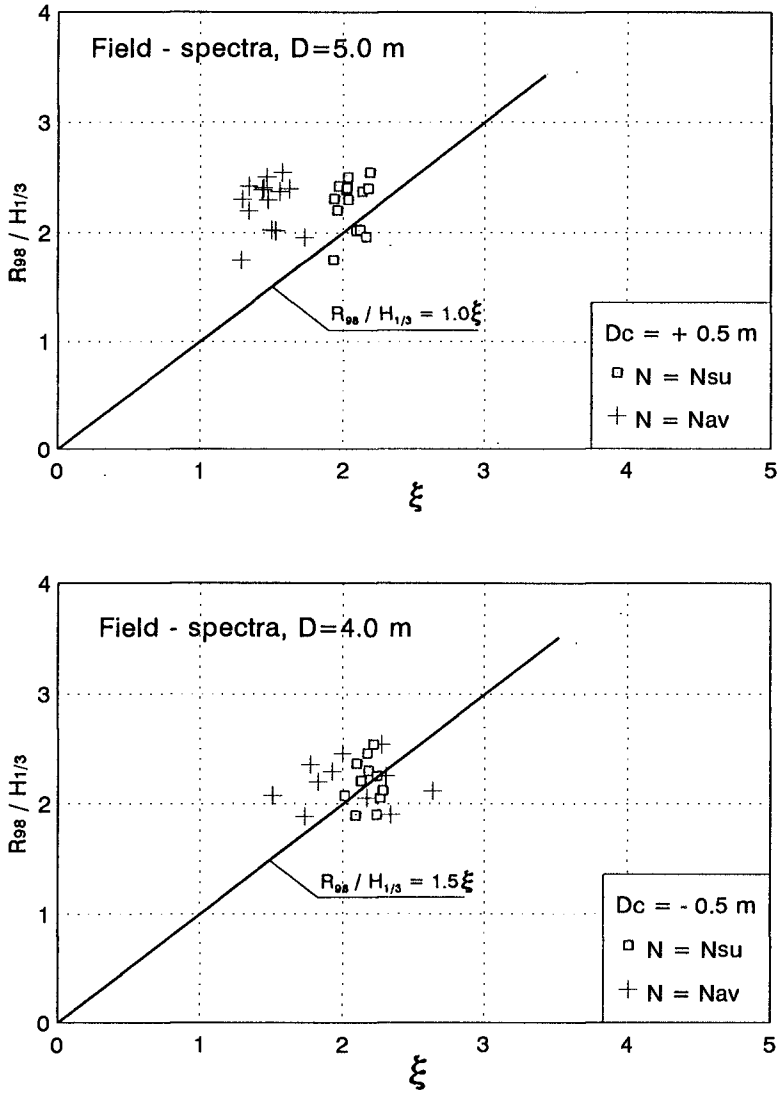 4
Field - spectra, D=5.0 m
3
R98 / H1/3
2
R98 / H1/3 = 1.0ξ
Dc = + 0.5 m
1
N = Nsu
N = Nav
0
0 1 2 3 4 5
ξ
4
Field - spectra, D=4.0 m
3
R98 / H1/3
2
R98 / H1/3 = 1.5ξ
1
Dc = - 0.5 m
N = Nsu
N = Nav
0
0 1 2 3 4 5
ξ